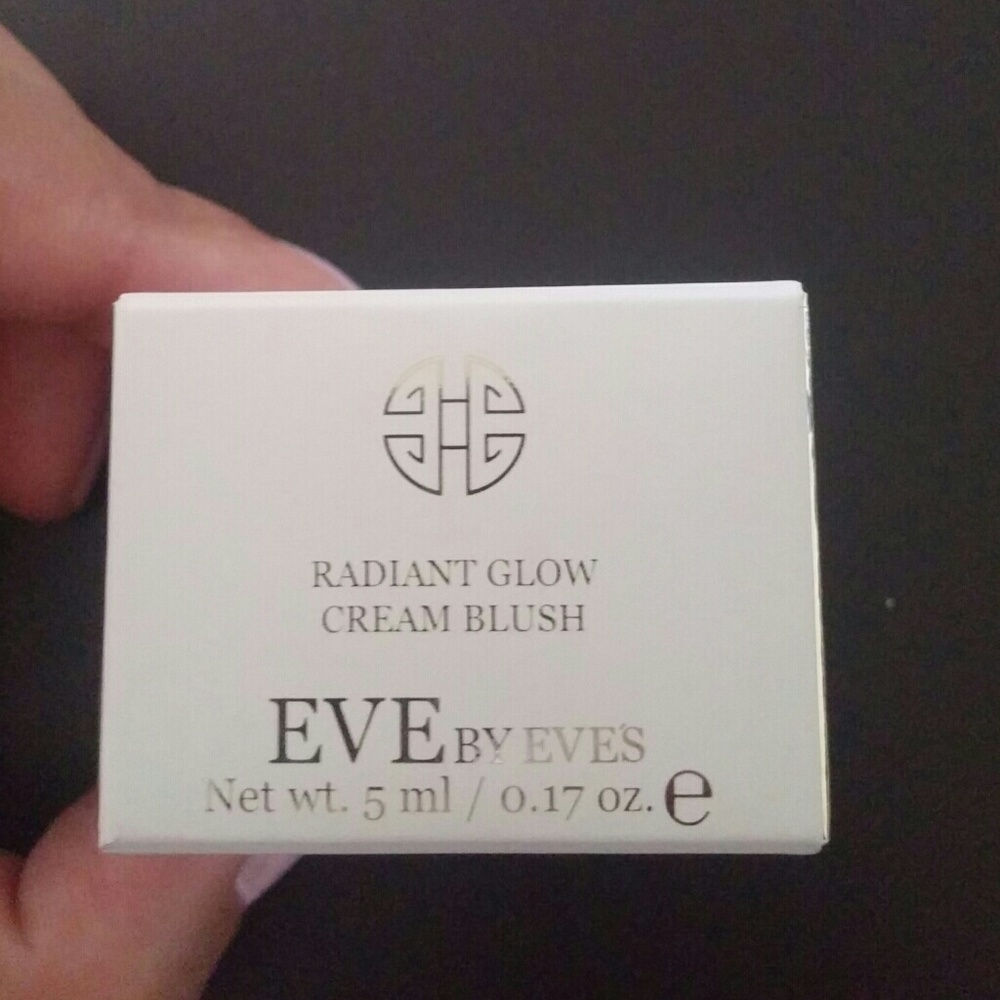 RADIANT GLOW
CREAM BLUSH
EVE BY EVE'S
Net wt. 5 ml / 0.17 oz. e